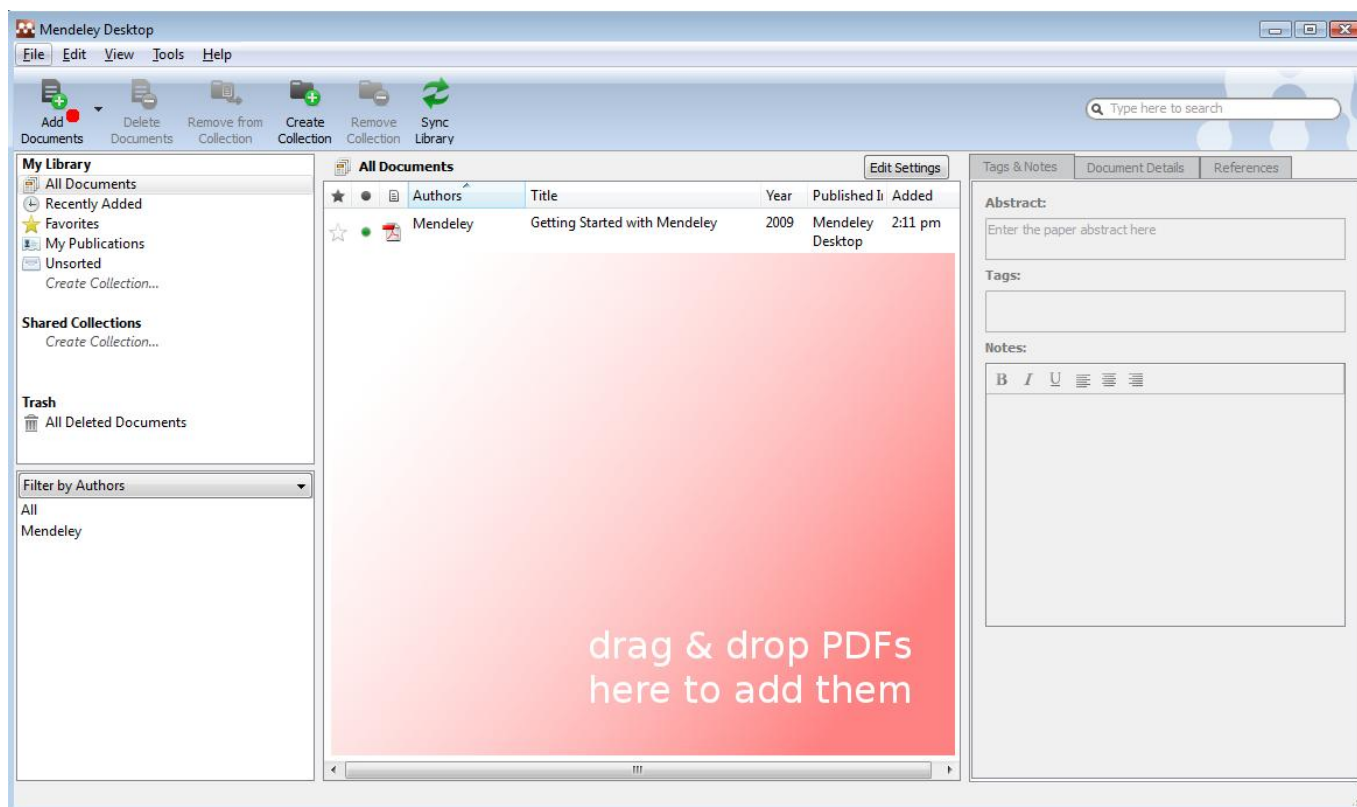 Mendeley Desktop
File Edit View Tools Help
Add Documents
Delete Documents
Remove from Collection
Create Collection
Remove Collection
Sync Library
Type here to search
My Library
All Documents
Recently Added
Favorites
My Publications
Unsorted
Create Collection...
Shared Collections
Create Collection...
Trash
All Deleted Documents
Filter by Authors
All
Mendeley
All Documents
Edit Settings
Authors Title Year Published I Added
Mendeley Getting Started with Mendeley 2009 Mendeley 2:11 pm
Desktop
drag & drop PDFs
here to add them
Tags & Notes Document Details References
Abstract:
Enter the paper abstract here
Tags:
Notes:
B I U